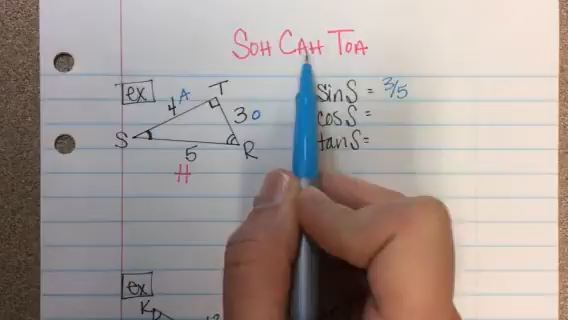 SOH CAH TOA
ex
T
4 A
3 O
S
5
R
H
sin S = 3/5
cos S =
tan S =
ex
K